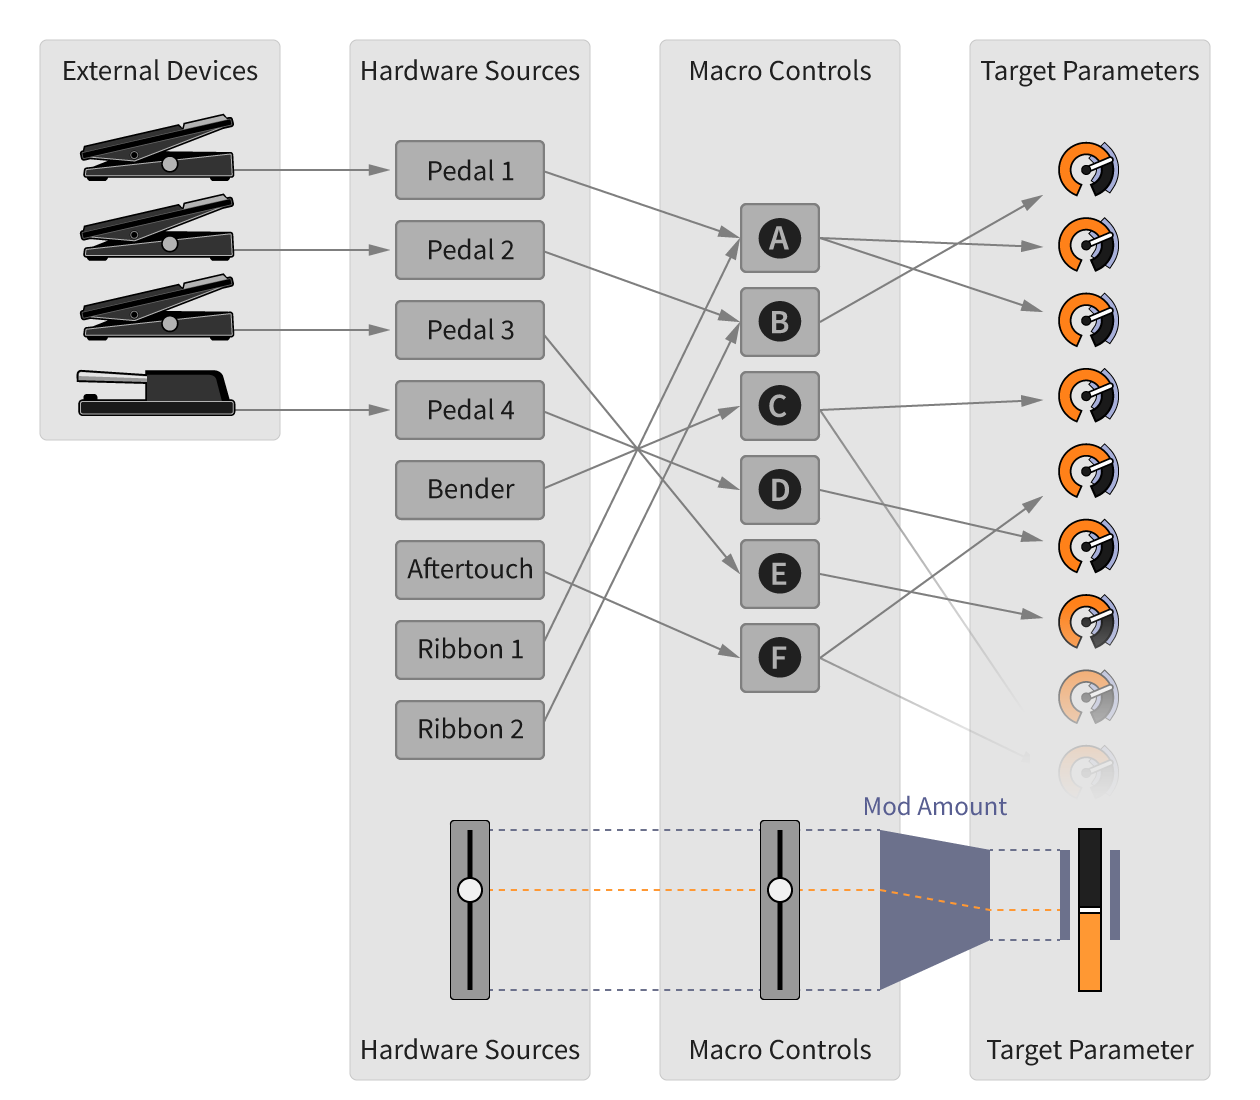 External Devices
Hardware Sources
Macro Controls
Target Parameters
Pedal 1
Pedal 2
Pedal 3
Pedal 4
Bender
Aftertouch
Ribbon 1
Ribbon 2
A
B
C
D
E
F
Mod Amount
Hardware Sources
Macro Controls
Target Parameter